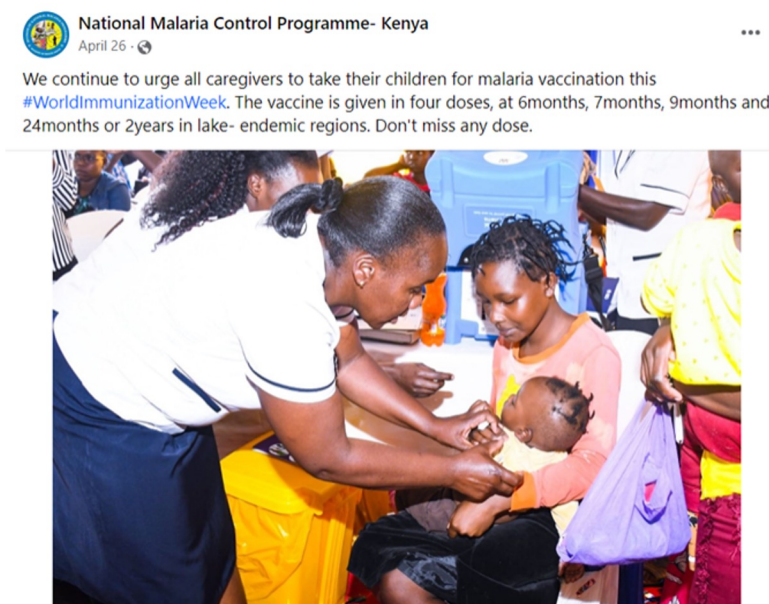 National Malaria Control Programme- Kenya
April 26 ·
We continue to urge all caregivers to take their children for malaria vaccination this
#WorldImmunizationWeek. The vaccine is given in four doses, at 6months, 7months, 9months and
24months or 2years in lake- endemic regions. Don't miss any dose.